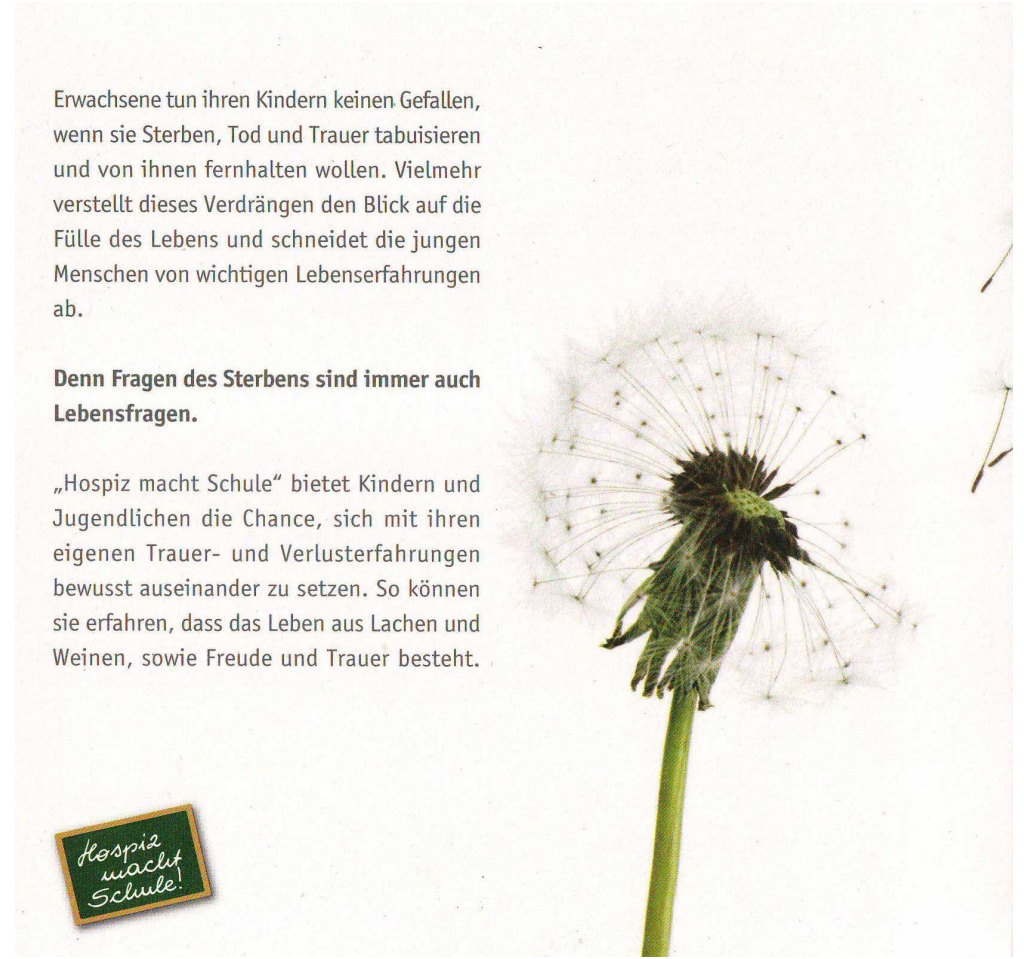 Erwachsene tun ihren Kindern keinen Gefallen,
wenn sie Sterben, Tod und Trauer tabuisieren
und von ihnen fernhalten wollen. Vielmehr
verstellt dieses Verdrängen den Blick auf die
Fülle des Lebens und schneidet die jungen
Menschen von wichtigen Lebenserfahrungen
ab.
Denn Fragen des Sterbens sind immer auch
Lebensfragen.
„Hospiz macht Schule“ bietet Kindern und
Jugendlichen die Chance, sich mit ihren
eigenen Trauer- und Verlusterfahrungen
bewusst auseinander zu setzen. So können
sie erfahren, dass das Leben aus Lachen und
Weinen, sowie Freude und Trauer besteht.
Hospiz
macht
Schule!